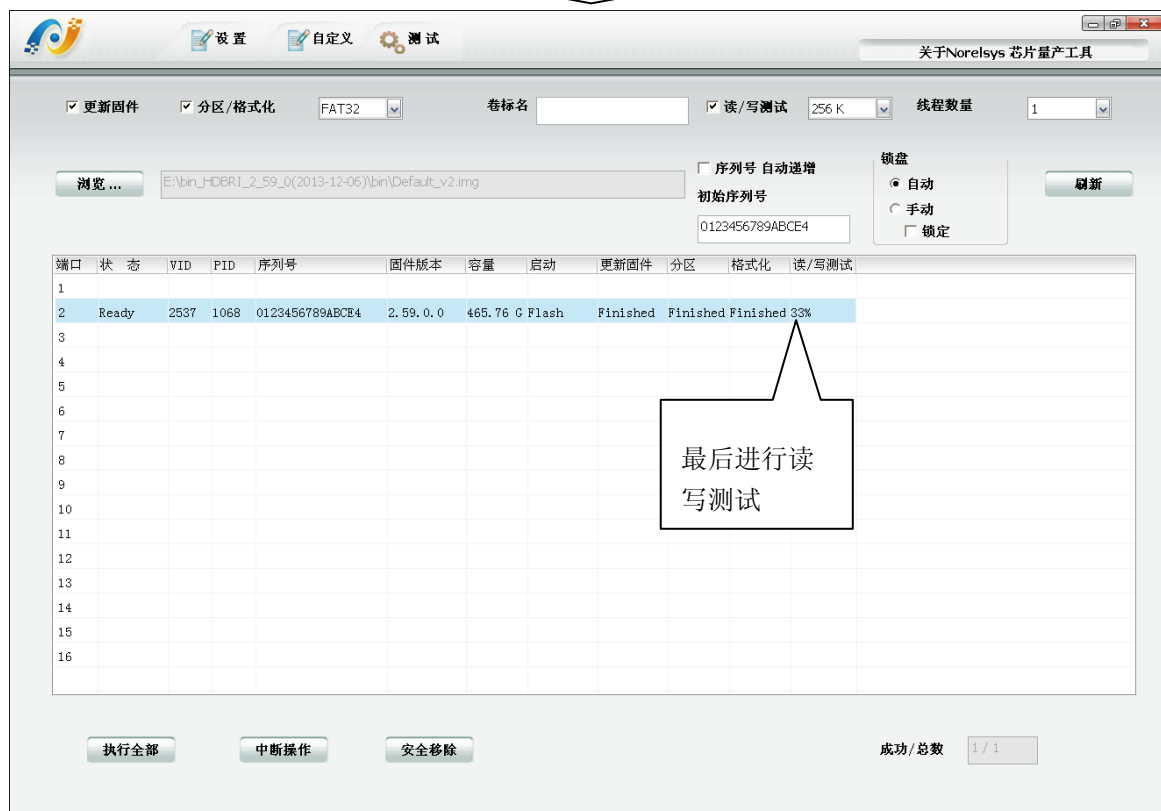 设 置 自定义 测 试
关于Norelsys 芯片量产工具
更新固件 分区/格式化 FAT32 卷标名 读/写测试 256 K 线程数量 1
浏览 ... E:\bin_HDBRI_2_59_0(2013-12-06)\bin\Default_v2.img
序列号 自动递增
初始序列号
0123456789ABCE4
锁盘
自动
手动
锁定
刷新
端口 状 态 VID PID 序列号 固件版本 容量 启动 更新固件 分区 格式化 读/写测试
1
2 Ready 2537 1068 0123456789ABCE4 2.59.0.0 465.76 G Flash Finished Finished Finished 33%
3
4
5
6
7
8
9
10
11
12
13
14
15
16
最后进行读
写测试
执行全部 中断操作 安全移除 成功/总数 1 / 1